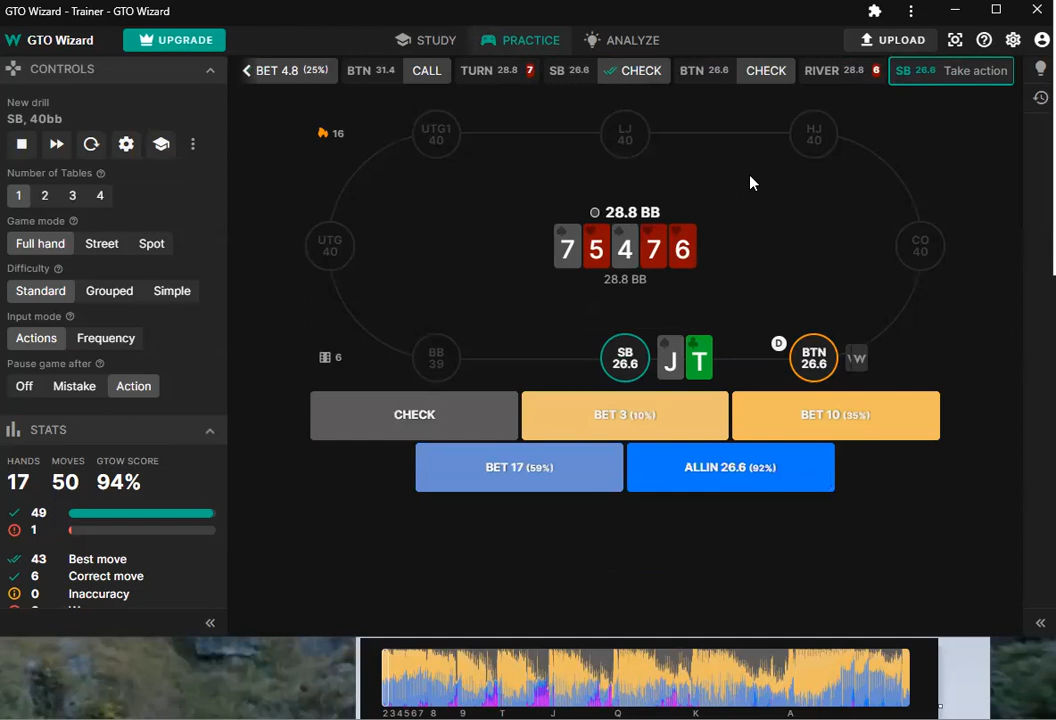 GTO Wizard - Trainer - GTO Wizard
W GTO Wizard UPGRADE STUDY PRACTICE ANALYZE UPLOAD
CONTROLS
BET 4.8 (25%) BTN 31.4 CALL TURN 28.8 7 SB 26.6 CHECK BTN 26.6 CHECK RIVER 28.8 6 SB 26.6 Take action
New drill
SB, 40bb
Number of Tables
1 2 3 4
Game mode
Full hand Street Spot
Difficulty
Standard Grouped Simple
Input mode
Actions Frequency
Pause game after
Off Mistake Action
STATS
HANDS MOVES GTOW SCORE
17 50 94%
49
1
43 Best move
6 Correct move
0 Inaccuracy
16
UTG1
40
LJ
40
HJ
40
UTG
40
CO
40
28.8 BB
7 5 4 7 6
28.8 BB
6
BB
39
SB
26.6
J T
D
BTN
26.6
W
CHECK BET 3 (10%) BET 10 (35%)
BET 17 (59%) ALLIN 26.6 (92%)
2 3 4 5 6 7 8 9 T J Q K A